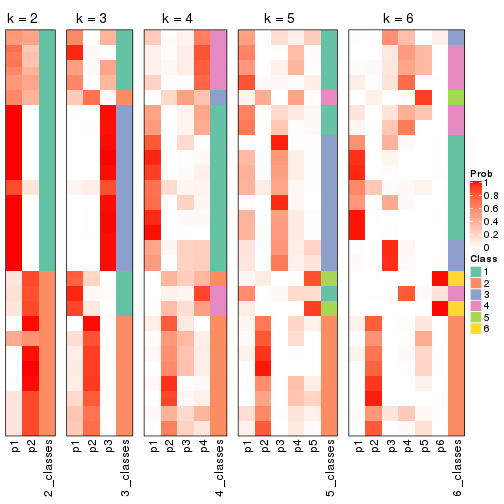 k = 2
k = 3
k = 4
k = 5
k = 6
p1
p2
2_classes
p1
p2
p3
3_classes
p1
p2
p3
p4
4_classes
p1
p2
p3
p4
p5
5_classes
p1
p2
p3
p4
p5
p6
6_classes
Prob
1
0.8
0.6
0.4
0.2
0
Class
1
2
3
4
5
6